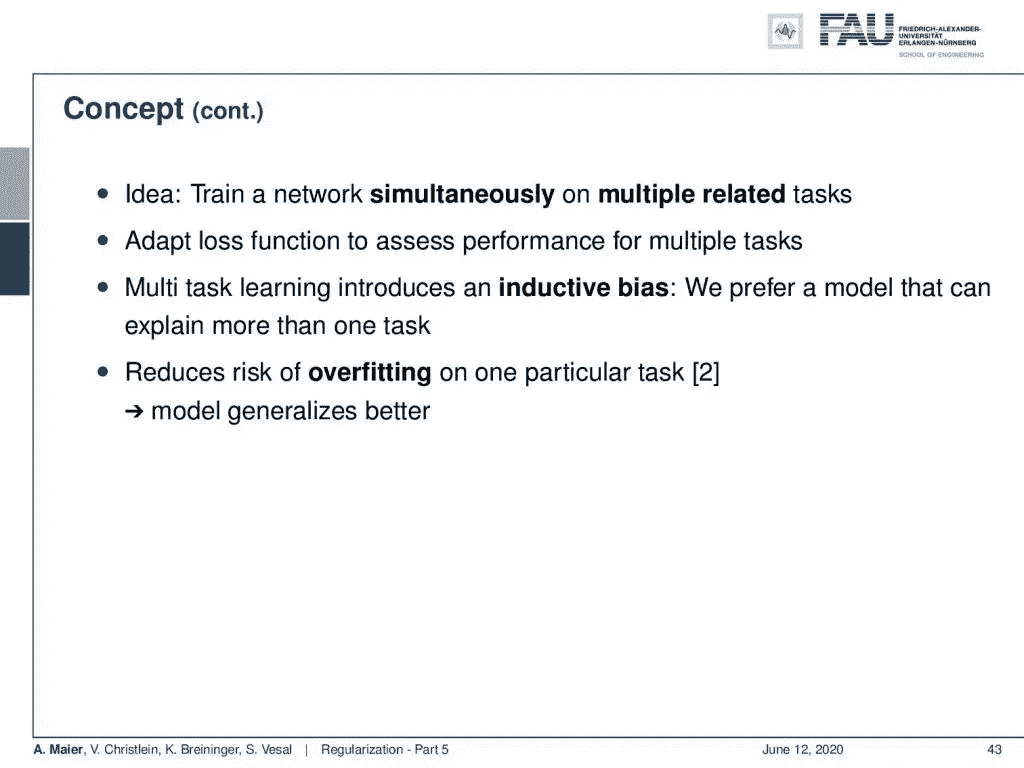 FAU
FRIEDRICH-ALEXANDER-
UNIVERSITÄT
ERLANGEN-NÜRNBERG
SCHOOL OF ENGINEERING
Concept (cont.)
• Idea: Train a network simultaneously on multiple related tasks
• Adapt loss function to assess performance for multiple tasks
• Multi task learning introduces an inductive bias: We prefer a model that can
explain more than one task
• Reduces risk of overfitting on one particular task [2]
➔ model generalizes better
A. Maier, V. Christlein, K. Breininger, S. Vesal | Regularization - Part 5 June 12, 2020 43